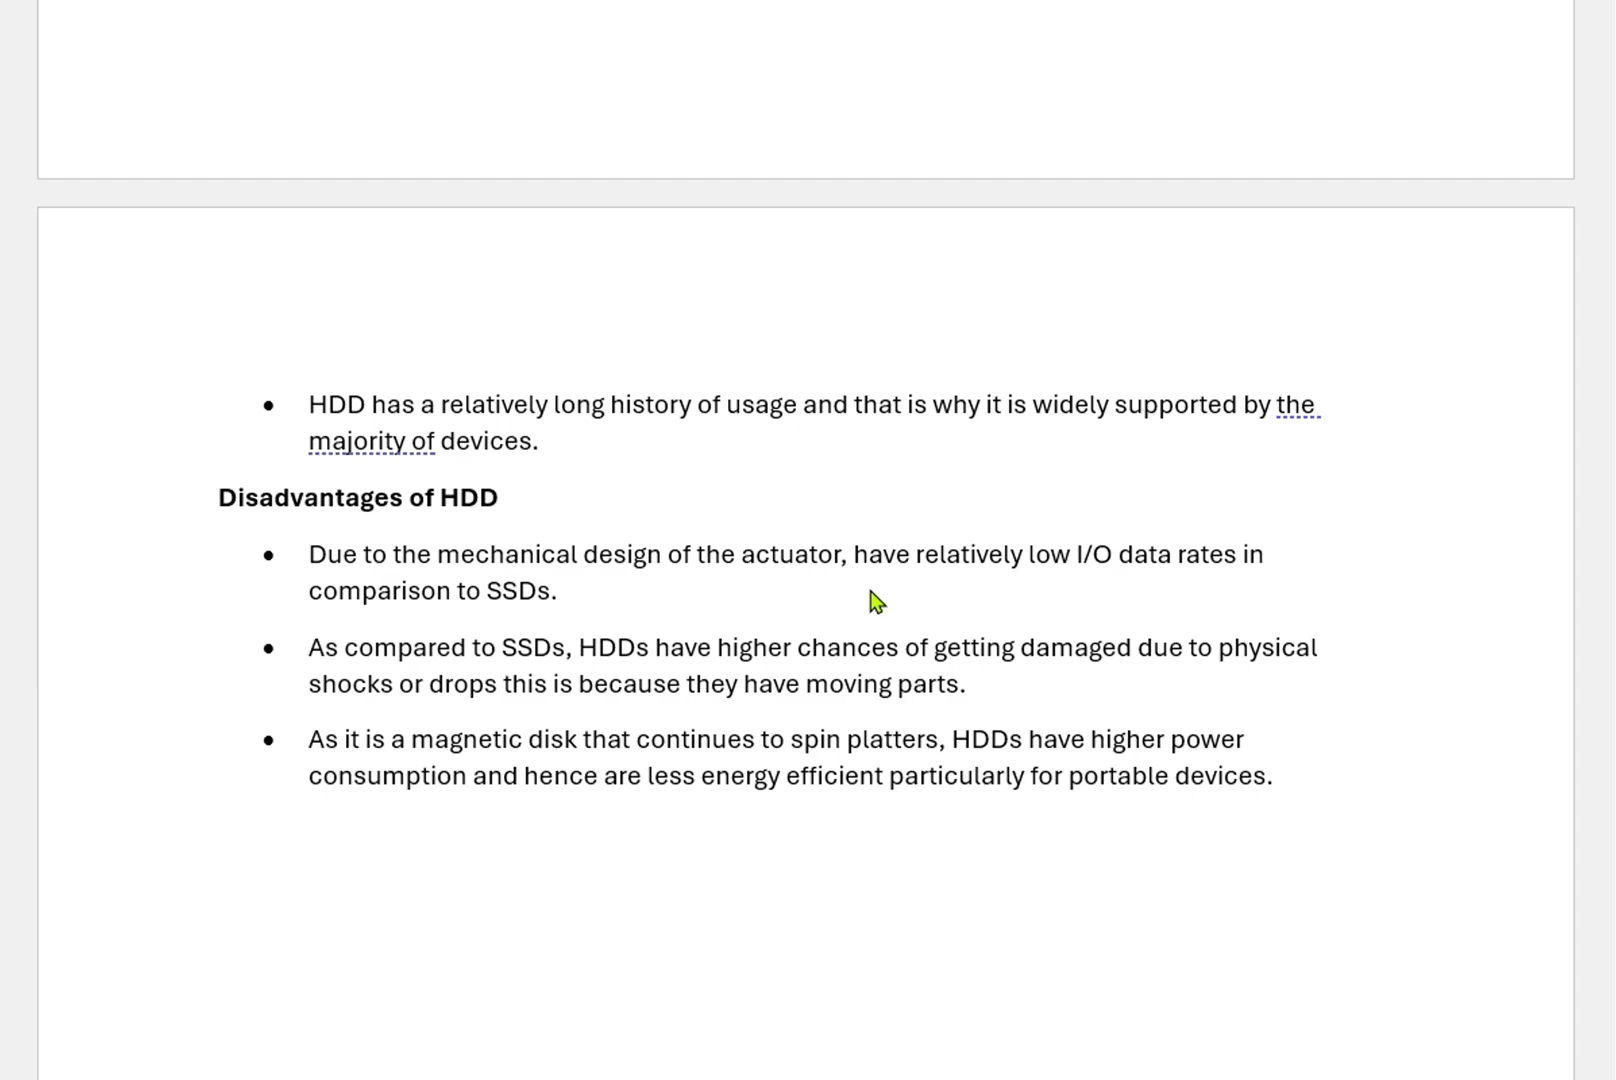 • HDD has a relatively long history of usage and that is why it is widely supported by the
majority of devices.
Disadvantages of HDD
• Due to the mechanical design of the actuator, have relatively low I/O data rates in
comparison to SSDs.
• As compared to SSDs, HDDs have higher chances of getting damaged due to physical
shocks or drops this is because they have moving parts.
• As it is a magnetic disk that continues to spin platters, HDDs have higher power
consumption and hence are less energy efficient particularly for portable devices.